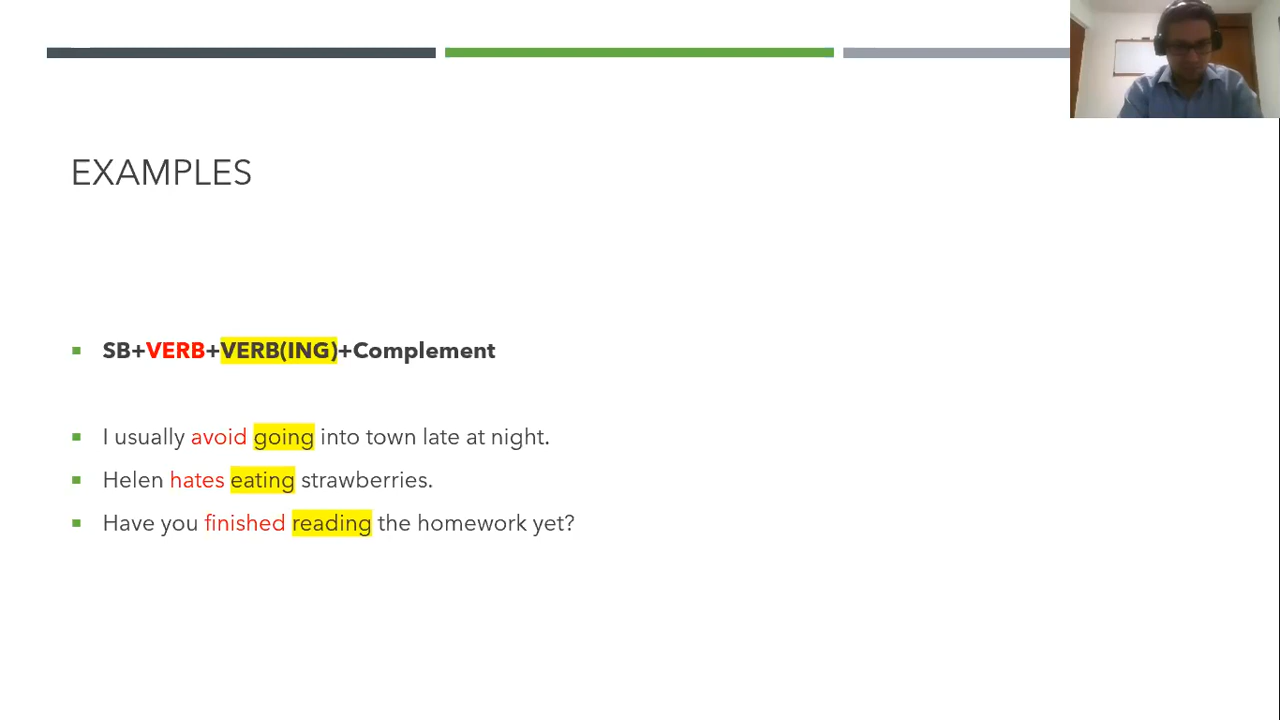 EXAMPLES
SB+VERB+VERB(ING)+Complement
I usually avoid going into town late at night.
Helen hates eating strawberries.
Have you finished reading the homework yet?